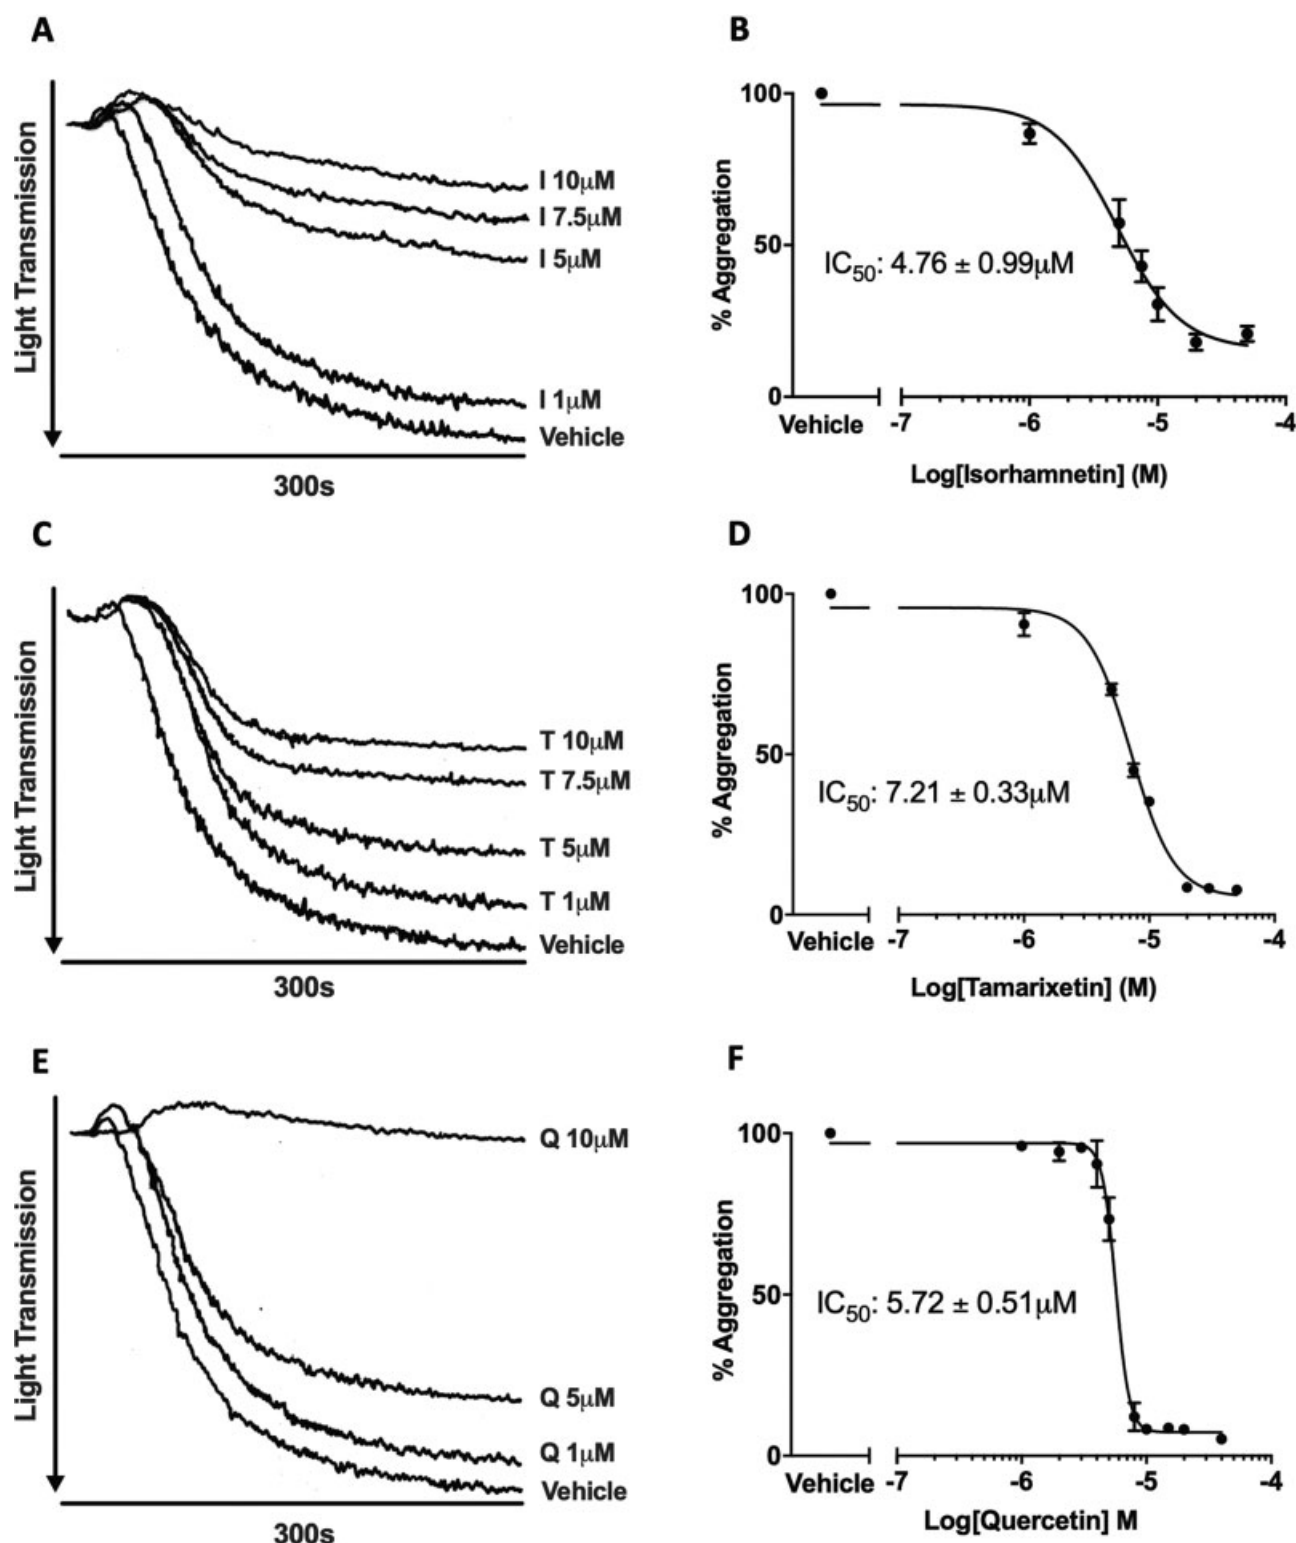 A
Light Transmission
I 10μM
I 7.5μM
I 5μM
I 1μM
Vehicle
300s
B
% Aggregation
100
50
0
IC50: 4.76 ± 0.99μM
Vehicle
-7
-6
-5
-4
Log[Isorhamnetin] (M)
C
Light Transmission
T 10μM
T 7.5μM
T 5μM
T 1μM
Vehicle
300s
D
% Aggregation
100
50
0
IC50: 7.21 ± 0.33μM
Vehicle
-7
-6
-5
-4
Log[Tamarixetin] (M)
E
Light Transmission
Q 10μM
Q 5μM
Q 1μM
Vehicle
300s
F
% Aggregation
100
50
0
IC50: 5.72 ± 0.51μM
Vehicle
-7
-6
-5
-4
Log[Quercetin] M